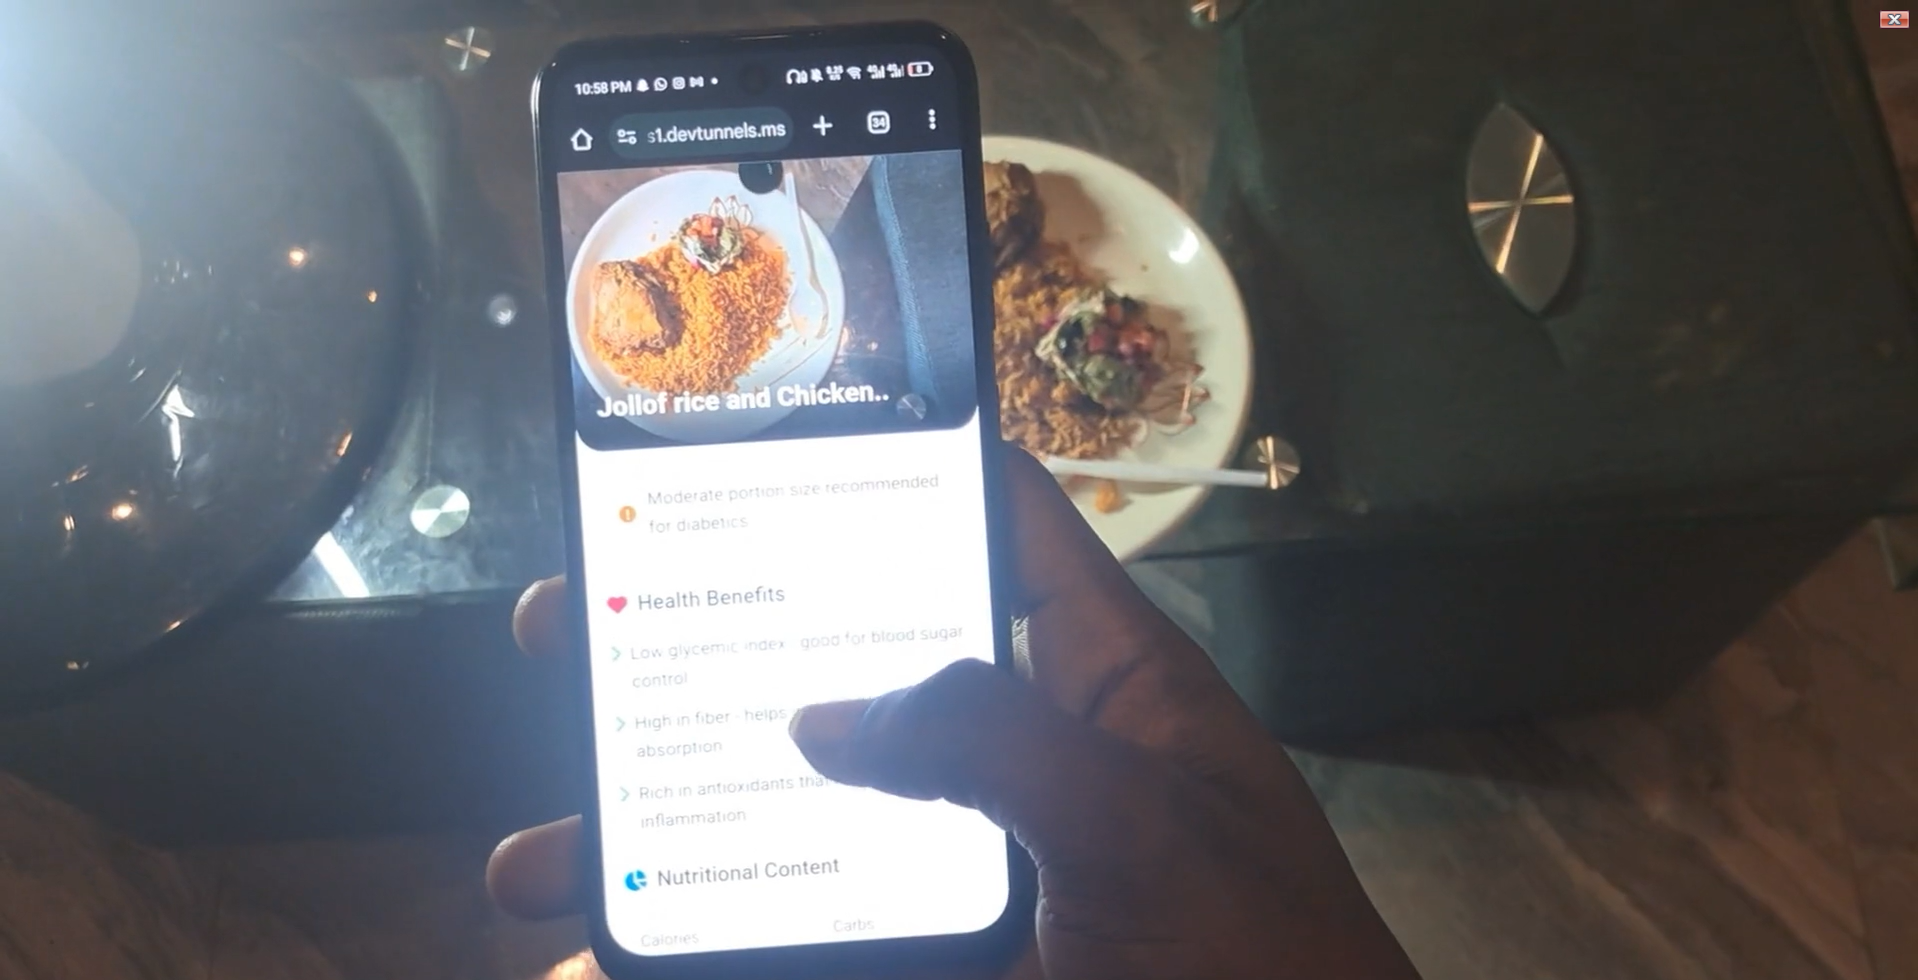 10:58 PM
s1.devtunnels.ms
34
Jollof rice and Chicken..
Moderate portion size recommended
for diabetics
Health Benefits
Low glycemic index - good for blood sugar
control
High in fiber - helps
absorption
Rich in antioxidants that
inflammation
Nutritional Content
Calories
Carbs